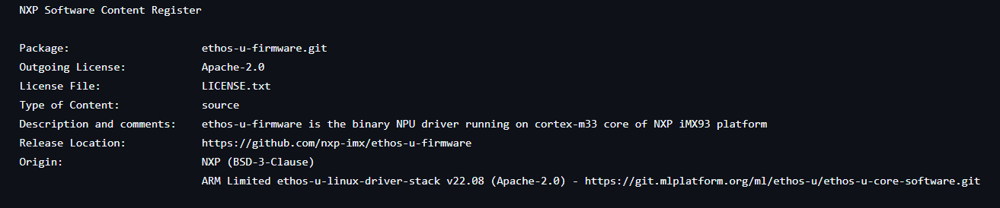 NXP Software Content Register
Package: ethos-u-firmware.git
Outgoing License: Apache-2.0
License File: LICENSE.txt
Type of Content: source
Description and comments: ethos-u-firmware is the binary NPU driver running on cortex-m33 core of NXP iMX93 platform
Release Location: https://github.com/nxp-imx/ethos-u-firmware
Origin: NXP (BSD-3-Clause)
ARM Limited ethos-u-linux-driver-stack v22.08 (Apache-2.0) - https://git.mlplatform.org/ml/ethos-u/ethos-u-core-software.git